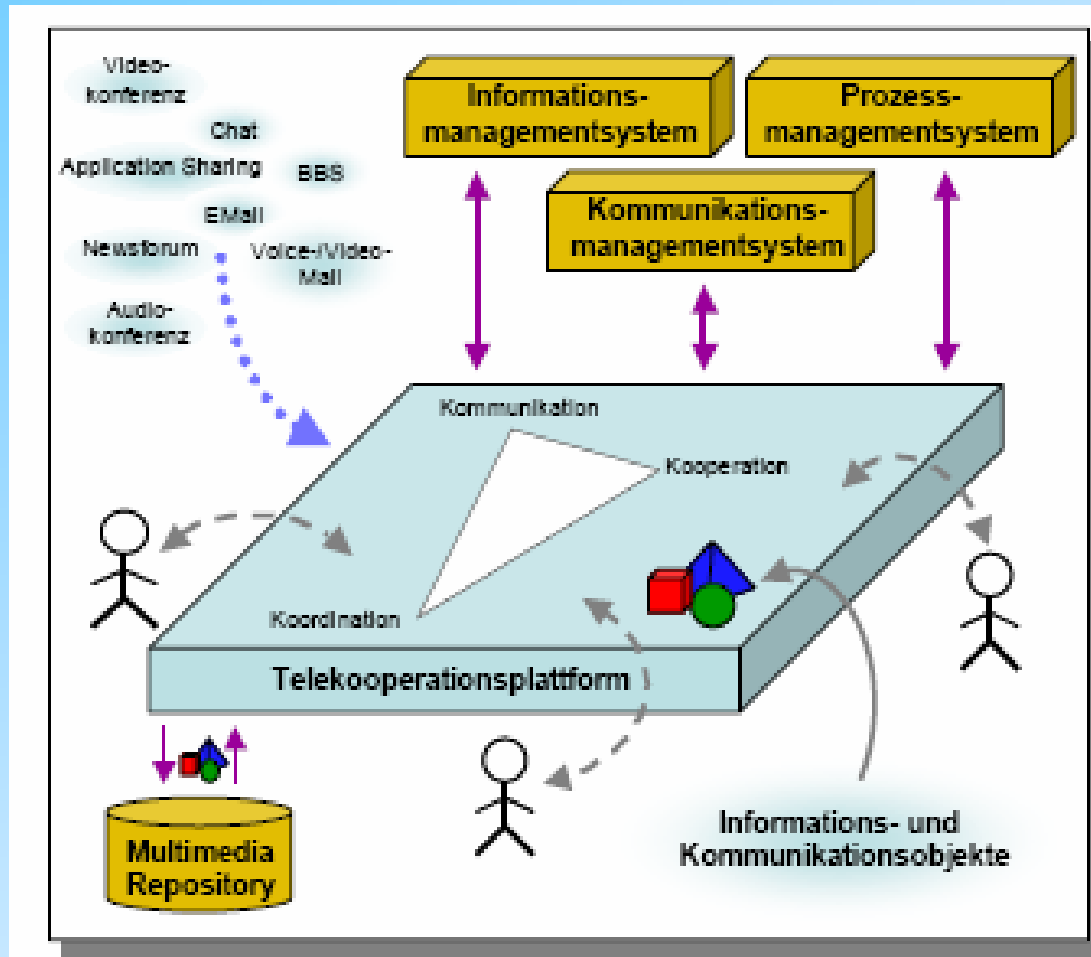 Video-
konferenz
Chat
Application Sharing
BBS
EMail
Newsforum
Voice-/Video-
Mail
Audio-
konferenz
Informations-
managementsystem
Prozess-
managementsystem
Kommunikations-
managementsystem
Kommunikation
Kooperation
Koordination
Telekooperationsplattform
Multimedia
Repository
Informations- und
Kommunikationsobjekte